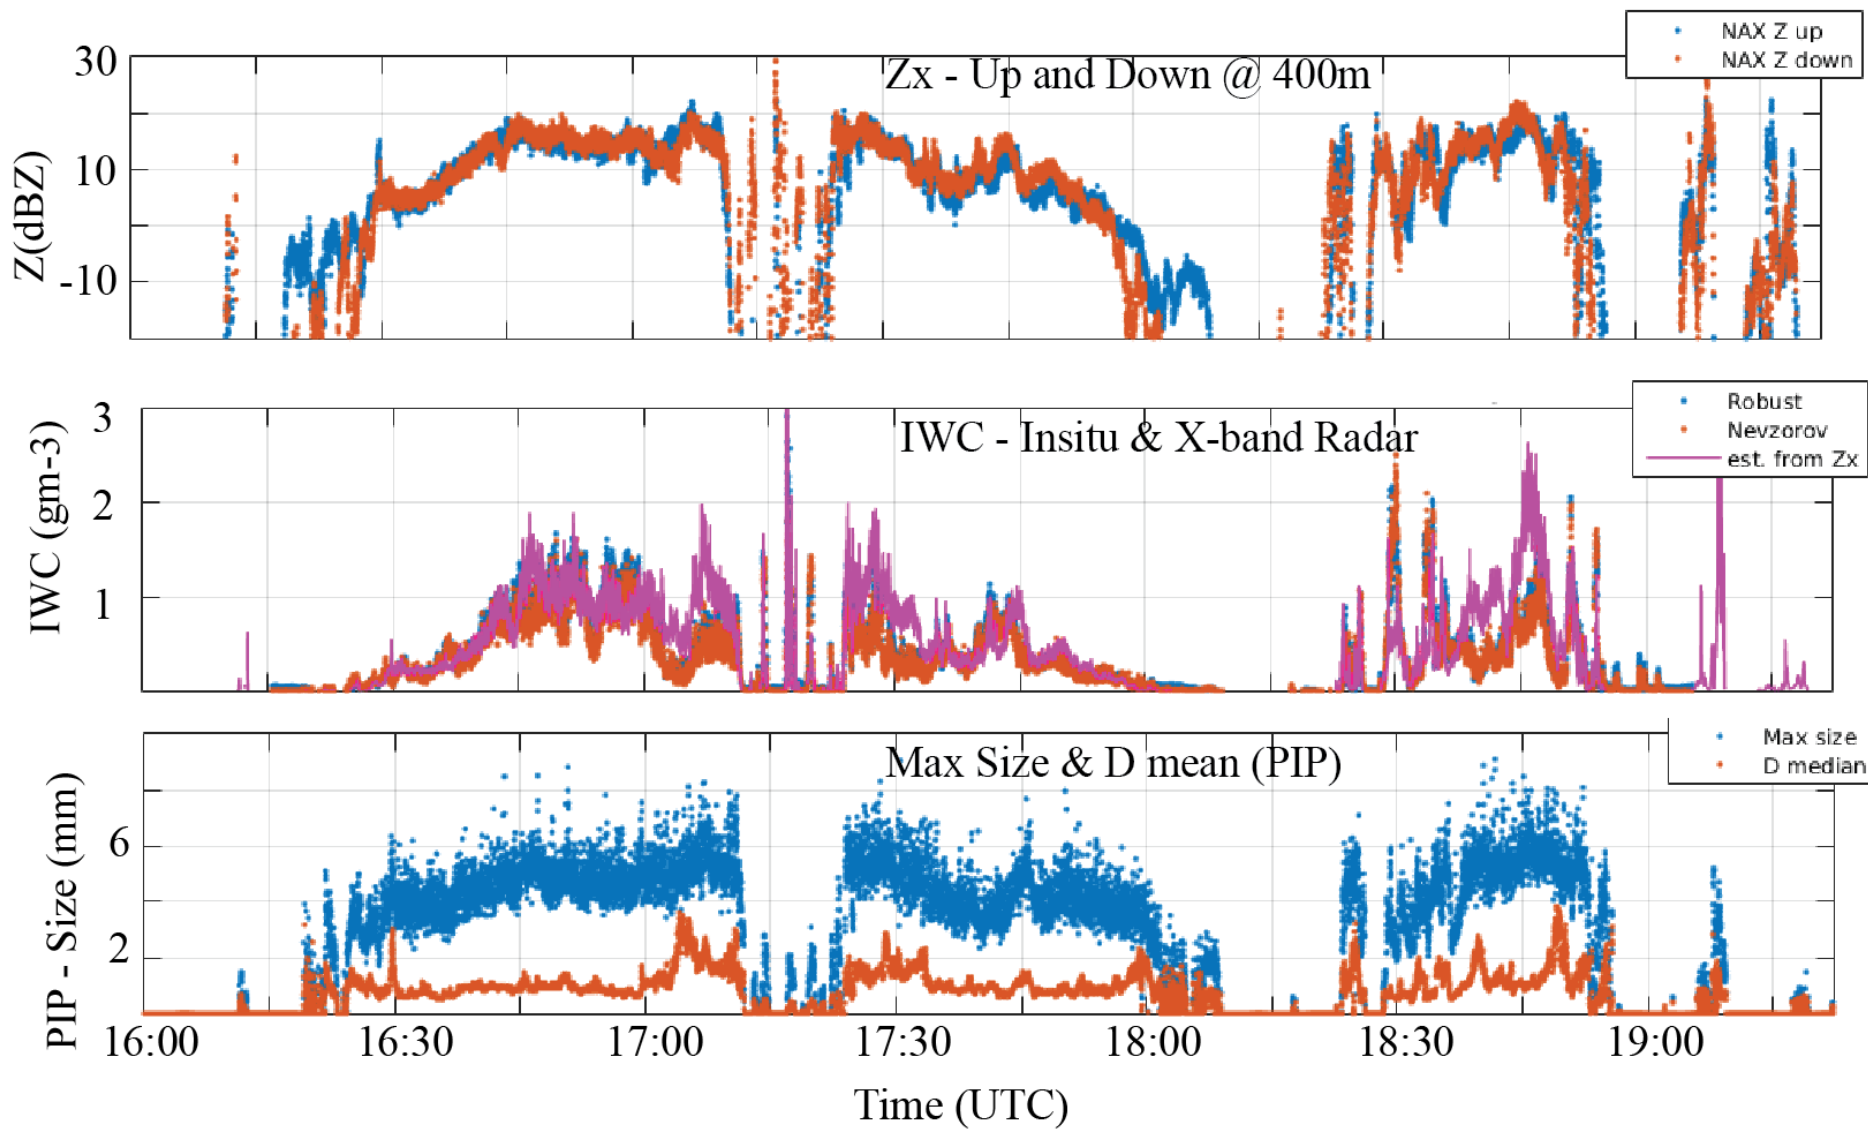 NAX Z up
NAX Z down
Zx - Up and Down @ 400m
30
10
-10
Z(dBZ)
Robust
Nevzorov
est. from Zx
IWC - Insitu & X-band Radar
3
2
1
IWC (gm-3)
Max size
D median
Max Size & D mean (PIP)
6
2
PIP - Size (mm)
16:00 16:30 17:00 17:30 18:00 18:30 19:00
Time (UTC)